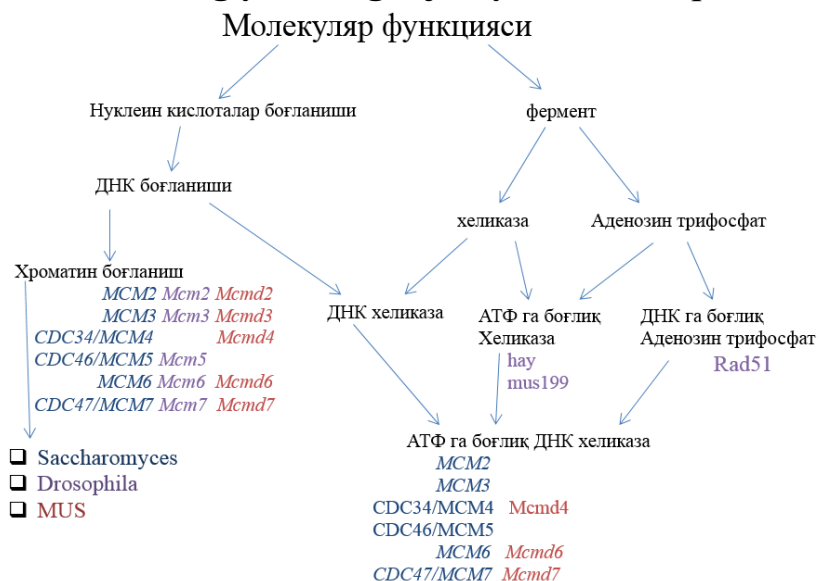 Молекуляр функцияси
Нуклеин кислоталар боғланиши
фермент
ДНК боғланиши
хеликаза
Аденозин трифосфат
Хроматин боғланиш
MCM2 Mcm2 Mcmd2
MCM3 Mcm3 Mcmd3
CDC34/MCM4 Mcmd4
CDC46/MCM5 Mcm5
MCM6 Mcm6 Mcmd6
CDC47/MCM7 Mcm7 Mcmd7
ДНК хеликаза
АТФ га боғлиқ
Хеликаза
hay
mus199
ДНК га боғлиқ
Аденозин трифосфат
Rad51
Saccharomyces
Drosophila
MUS
АТФ га боғлиқ ДНК хеликаза
MCM2
MCM3
CDC34/MCM4 Mcmd4
CDC46/MCM5
MCM6 Mcmd6
CDC47/MCM7 Mcmd7